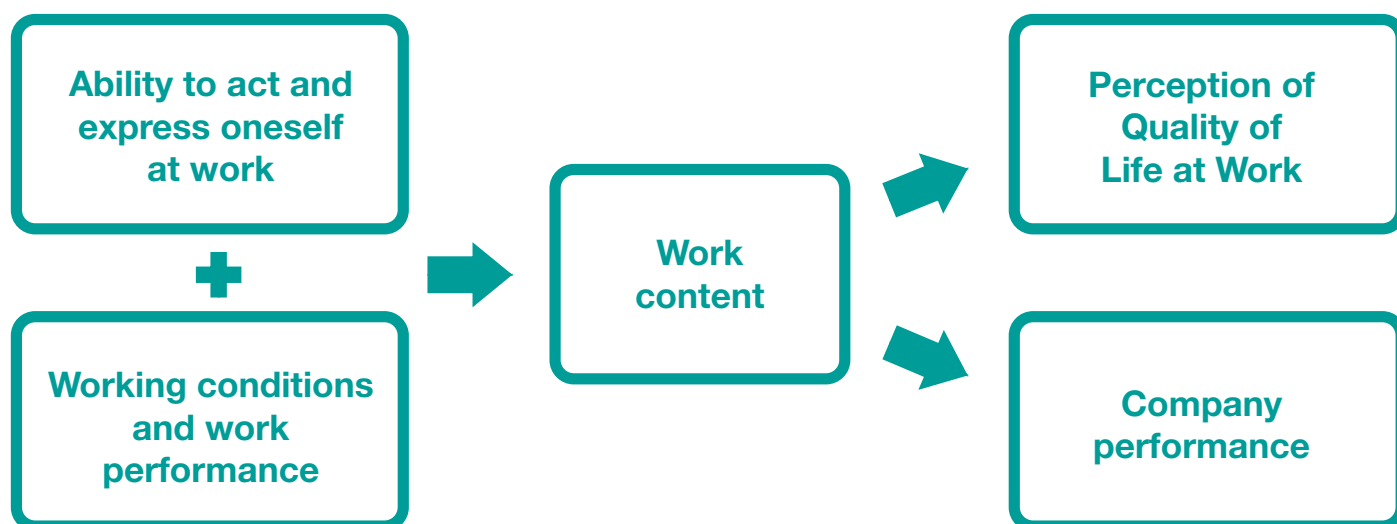 Ability to act and
express oneself
at work
Working conditions
and work
performance
Work
content
Perception of
Quality of
Life at Work
Company
performance